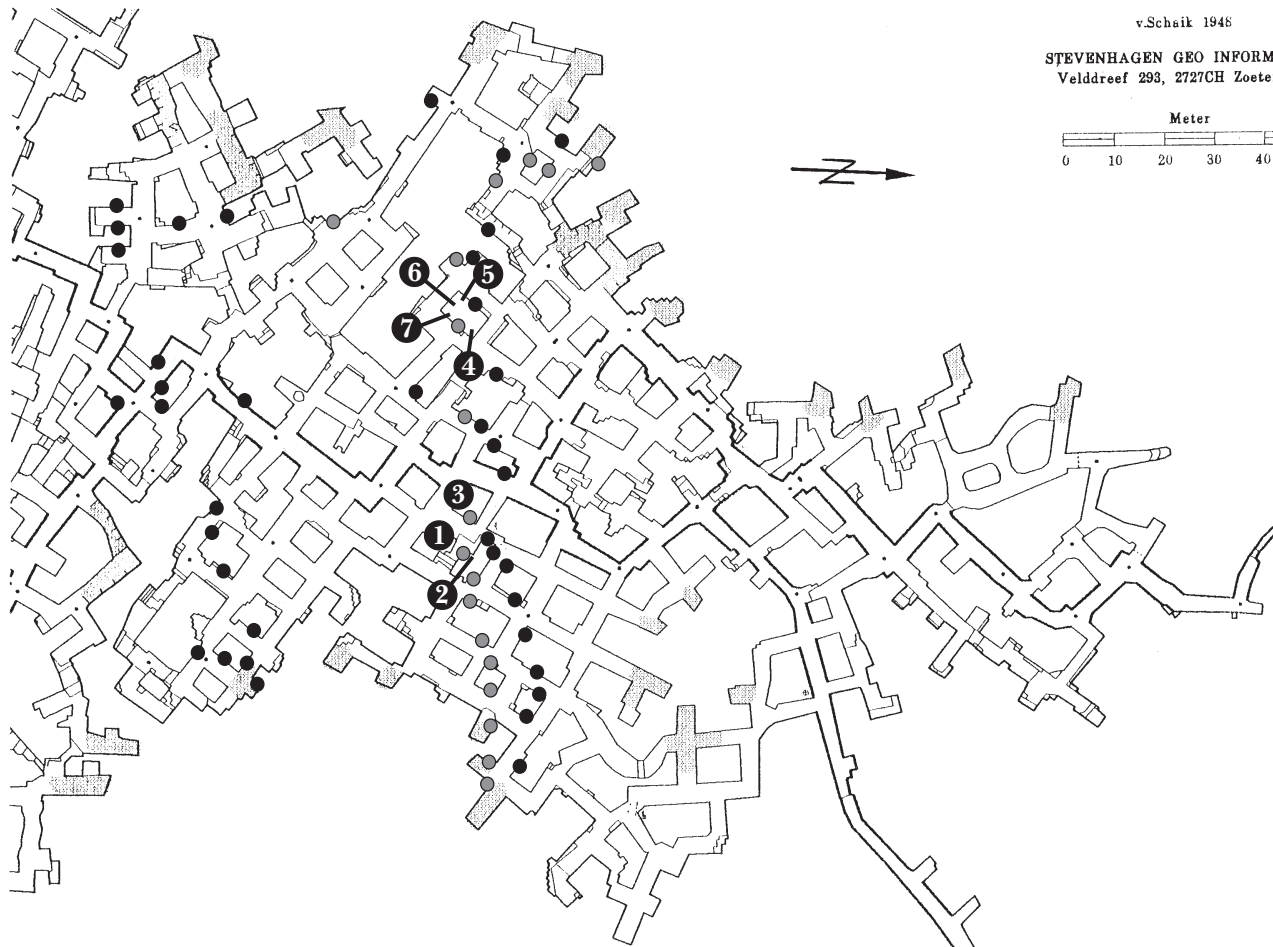 v.Schaik 1948
STEVENHAGEN GEO INFORM
Velddreef 293, 2727CH Zoete
Meter
0 10 20 30 40
Z
6
5
7
4
3
1
2